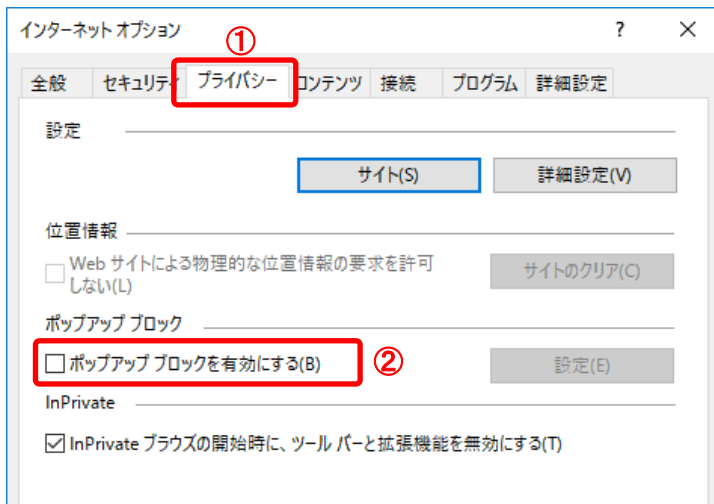 インターネット オプション ? ×
①
全般 セキュリティ プライバシー コンテンツ 接続 プログラム 詳細設定
設定
サイト(S) 詳細設定(V)
位置情報
Web サイトによる物理的な位置情報の要求を許可
しない(L)
サイトのクリア(C)
ポップアップ ブロック
ポップアップ ブロックを有効にする(B) ② 設定(E)
InPrivate
InPrivate ブラウズの開始時に、ツール バーと拡張機能を無効にする(T)